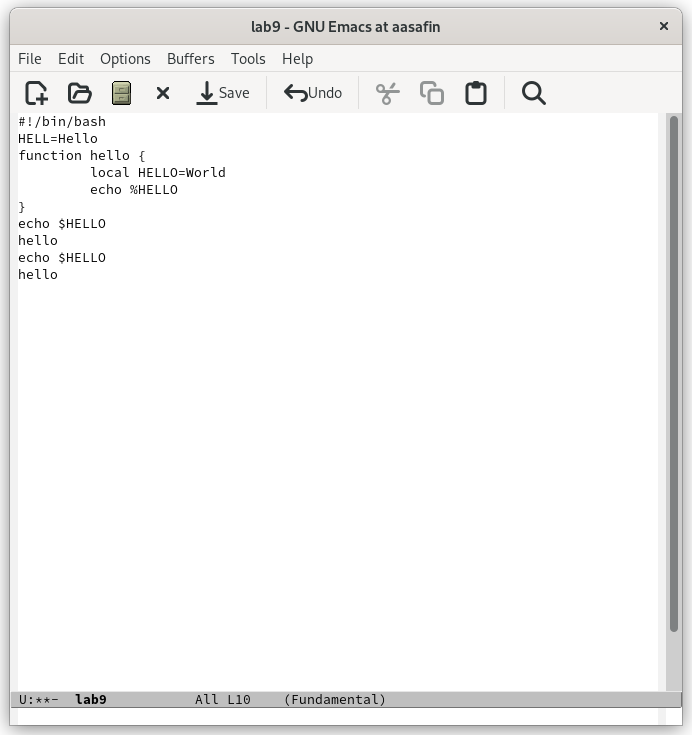 lab9 - GNU Emacs at aasafin
File Edit Options Buffers Tools Help
Save Undo
#!/bin/bash
HELL=Hello
function hello {
         local HELLO=World
         echo %HELLO
}
echo $HELLO
hello
echo $HELLO
hello
U:**-  lab9           All L10    (Fundamental)